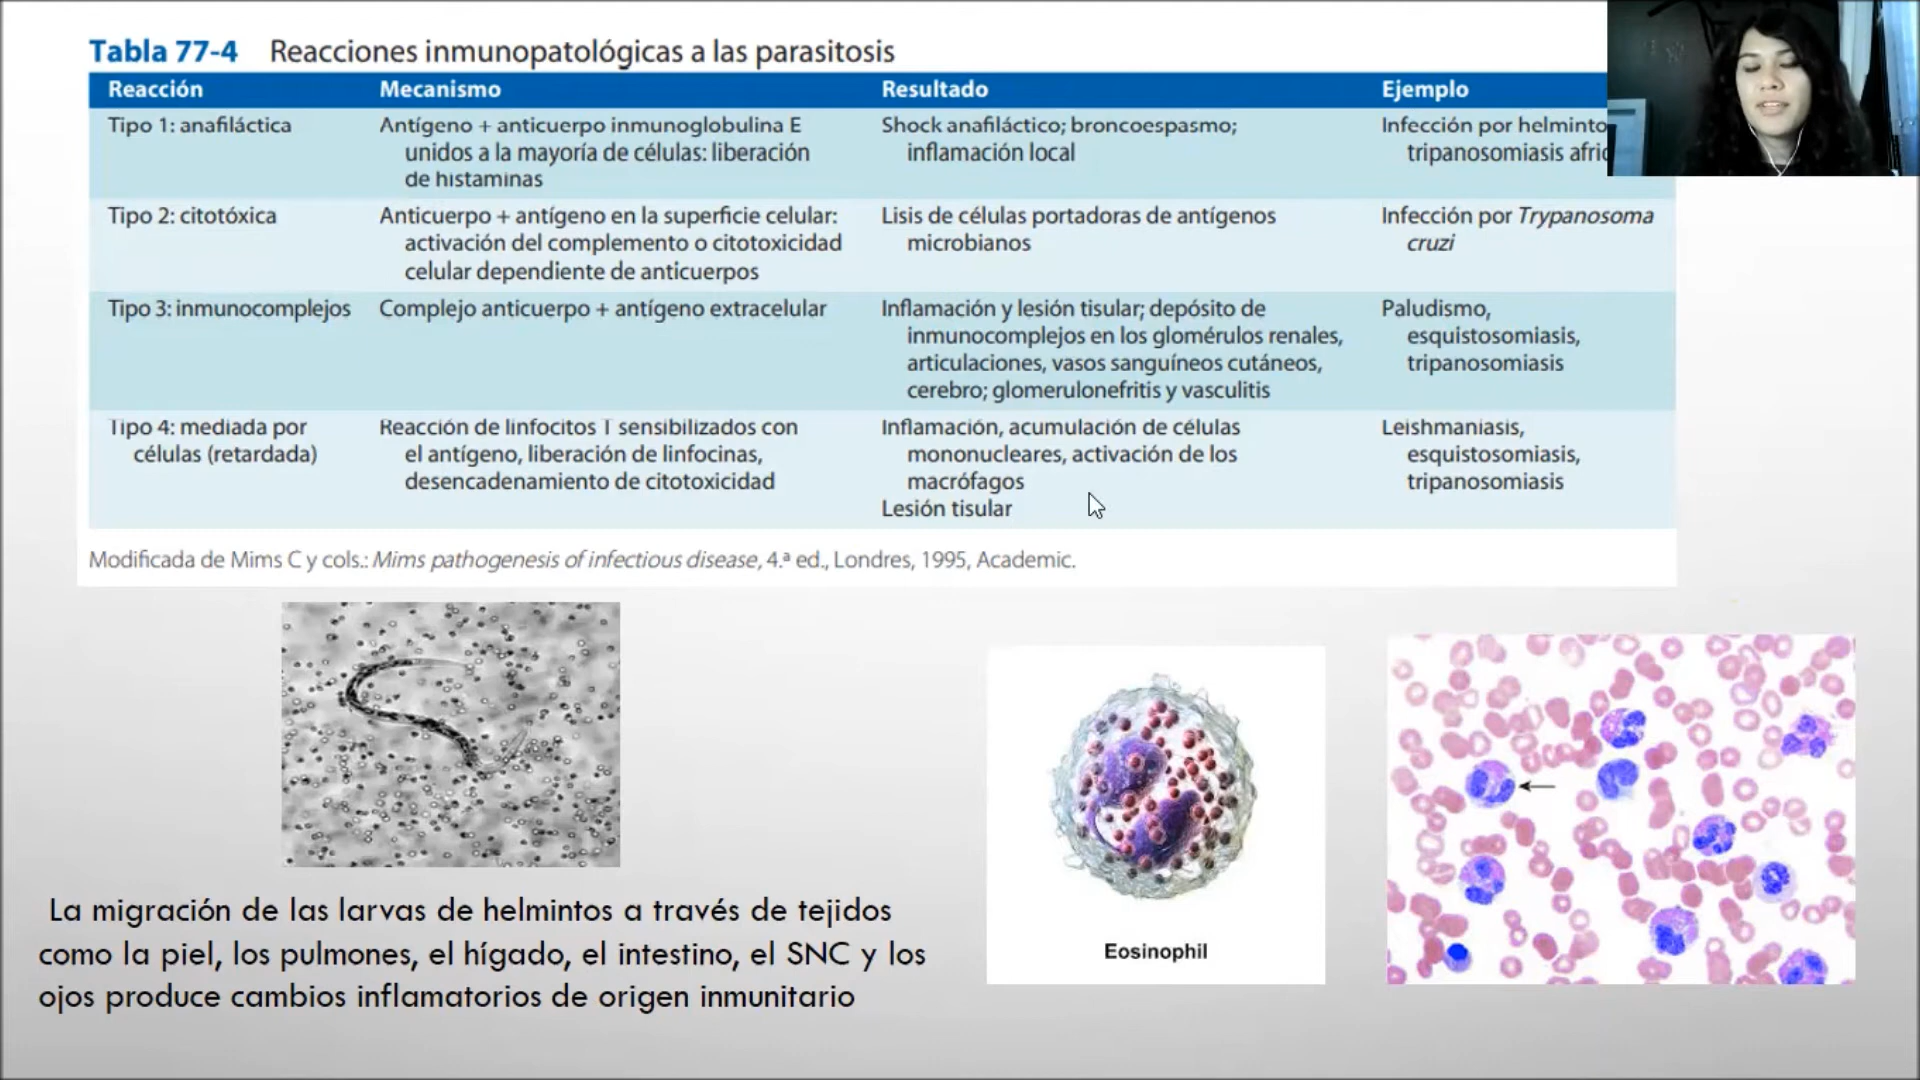 Tabla 77-4 Reacciones inmunopatológicas a las parasitosis
Reacción Mecanismo Resultado Ejemplo
Tipo 1: anafiláctica
Antígeno + anticuerpo inmunoglobulina E
unidos a la mayoría de células: liberación
de histaminas
Shock anafiláctico; broncoespasmo;
inflamación local
Infección por helminto
tripanosomiasis afric
Tipo 2: citotóxica
Anticuerpo + antígeno en la superficie celular:
activación del complemento o citotoxicidad
celular dependiente de anticuerpos
Lisis de células portadoras de antígenos
microbianos
Infección por Trypanosoma
cruzi
Tipo 3: inmunocomplejos
Complejo anticuerpo + antígeno extracelular
Inflamación y lesión tisular; depósito de
inmunocomplejos en los glomérulos renales,
articulaciones, vasos sanguíneos cutáneos,
cerebro; glomerulonefritis y vasculitis
Paludismo,
esquistosomiasis,
tripanosomiasis
Tipo 4: mediada por
células (retardada)
Reacción de linfocitos T sensibilizados con
el antígeno, liberación de linfocinas,
desencadenamiento de citotoxicidad
Inflamación, acumulación de células
mononucleares, activación de los
macrófagos
Lesión tisular
Leishmaniasis,
esquistosomiasis,
tripanosomiasis
Modificada de Mims C y cols.: Mims pathogenesis of infectious disease, 4.ª ed., Londres, 1995, Academic.
La migración de las larvas de helmintos a través de tejidos
como la piel, los pulmones, el hígado, el intestino, el SNC y los
ojos produce cambios inflamatorios de origen inmunitario
Eosinophil